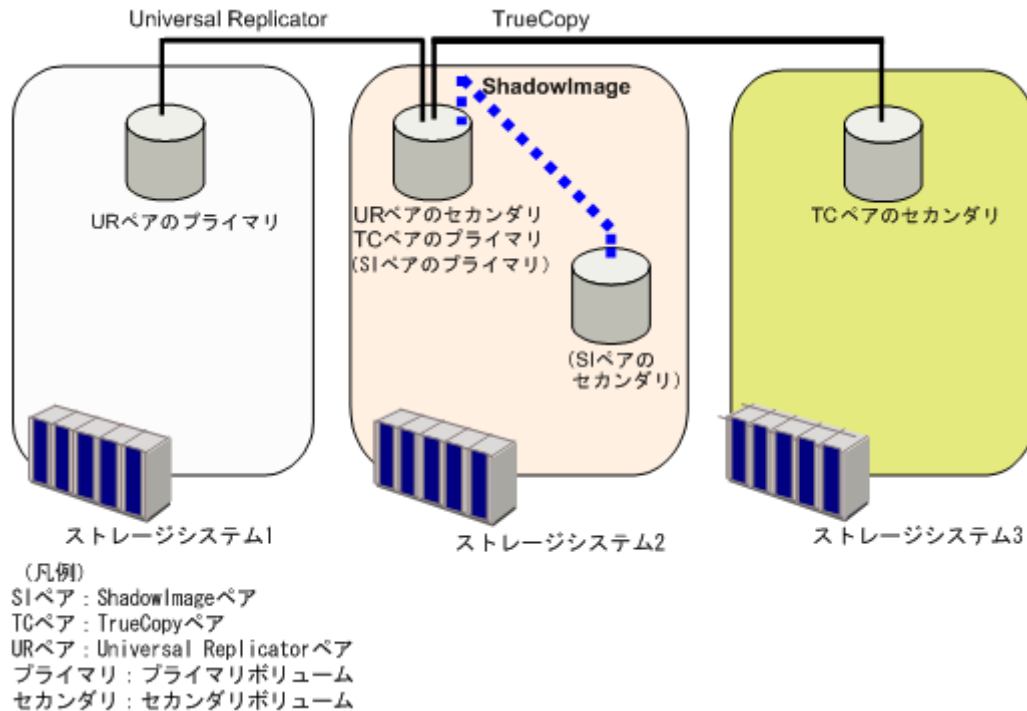 Universal Replicator
TrueCopy
ShadowImage
URペアのプライマリ
URペアのセカンダリ
TCペアのプライマリ
(SIペアのプライマリ)
TCペアのセカンダリ
(SIペアの
セカンダリ)
ストレージシステム1
ストレージシステム2
ストレージシステム3
(凡例)
SIペア:ShadowImageペア
TCペア:TrueCopyペア
URペア:Universal Replicatorペア
プライマリ:プライマリボリューム
セカンダリ:セカンダリボリューム